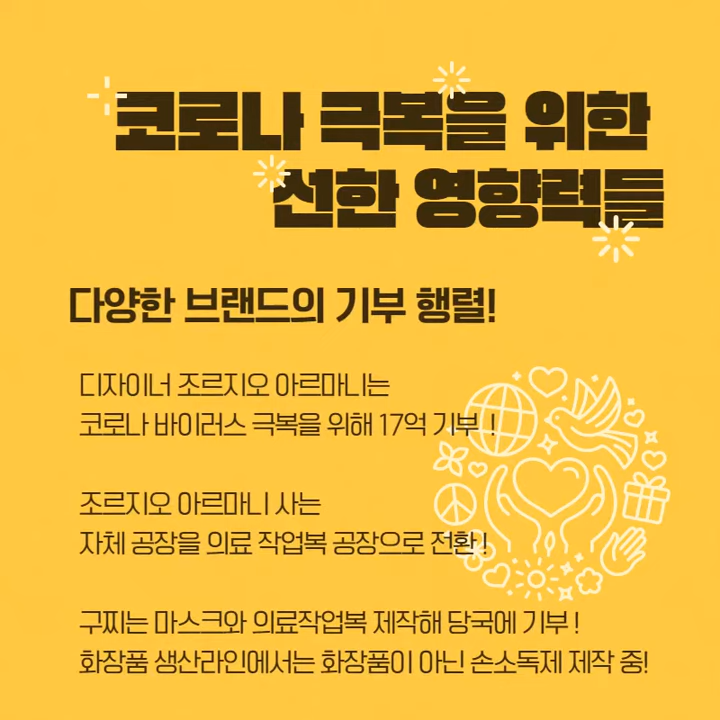 코로나 극복을 위한
선한 영향력들
다양한 브랜드의 기부 행렬!
디자이너 조르지오 아르마니는
코로나 바이러스 극복을 위해 17억 기부 !
조르지오 아르마니 사는
자체 공장을 의료 작업복 공장으로 전환 !
구찌는 마스크와 의료작업복 제작해 당국에 기부 !
화장품 생산라인에서는 화장품이 아닌 손소독제 제작 중!